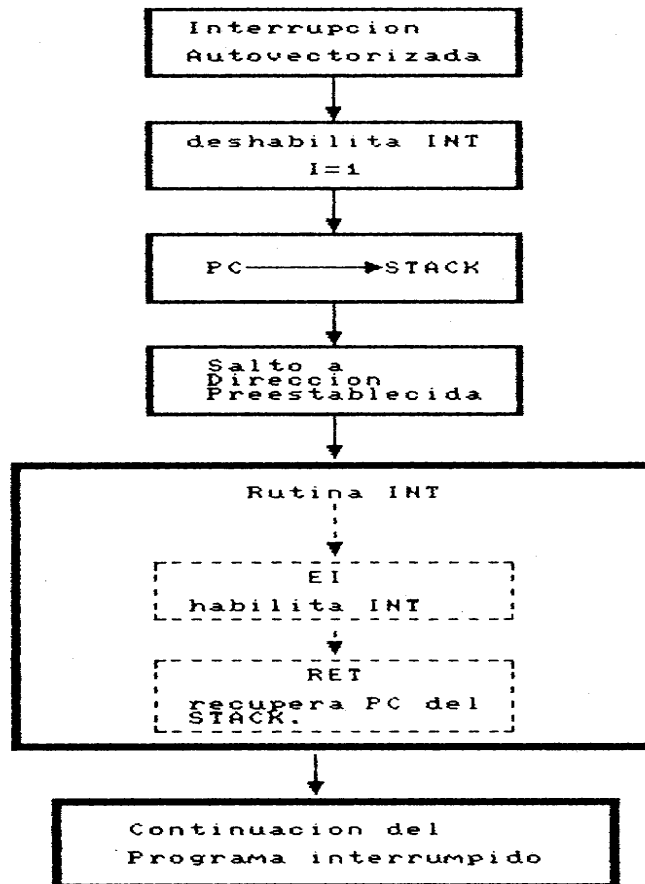 Interrupcion
Autovectorizada
deshabilita INT
I=1
PC STACK
Salto a
Direccion
Preestablecida
Rutina INT
EI
habilita INT
RET
recupera PC del
STACK.
Continuacion del
Programa interrumpido